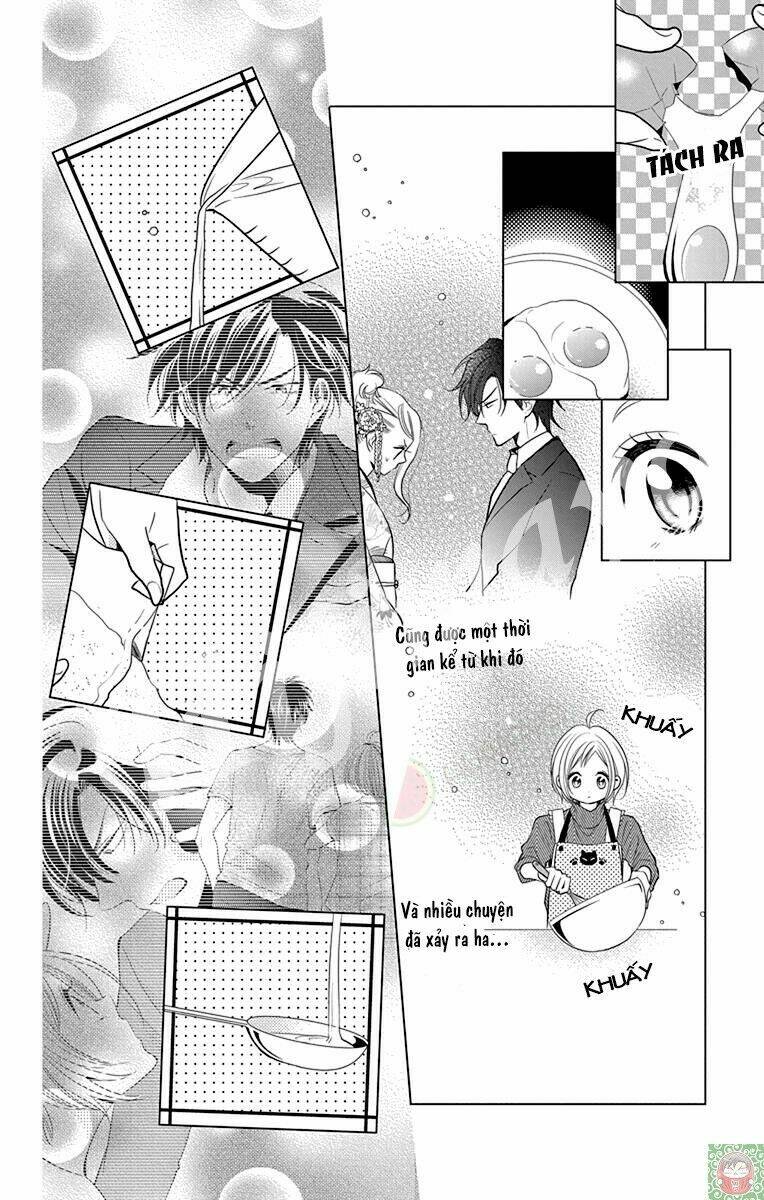 TÁCH RA
Cũng được một thời
gian kể từ khi đó
KHUẤY
Và nhiều chuyện
đã xảy ra ha...
KHUẤY